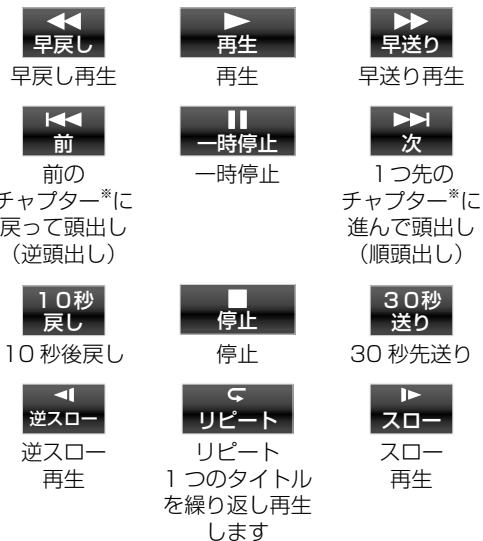 早戻し
再生
早送り
早戻し再生
再生
早送り再生
前
一時停止
次
前の
チャプター※に
戻って頭出し
（逆頭出し）
一時停止
1つ先の
チャプター※に
進んで頭出し
（順頭出し）
10秒
戻し
停止
30秒
送り
10秒後戻し
停止
30秒先送り
逆スロー
リピート
スロー
逆スロー
再生
リピート
1つのタイトル
を繰り返し再生
します
スロー
再生